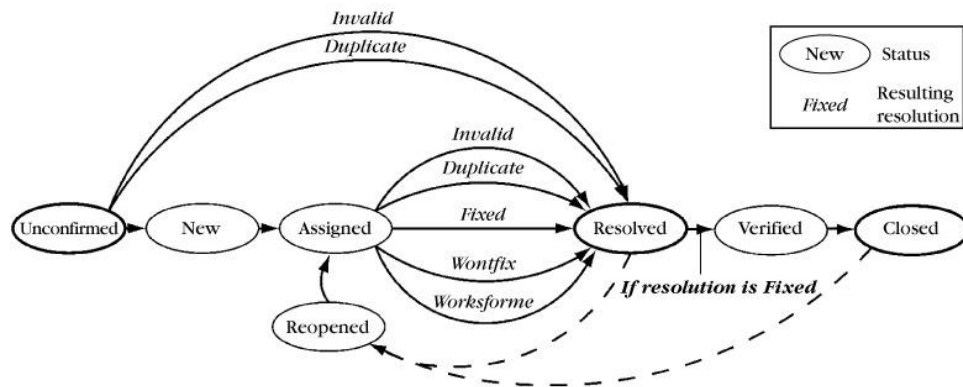 Invalid
Duplicate
New
Status
Fixed
Resulting
resolution
Invalid
Duplicate
Unconfirmed
New
Assigned
Fixed
Resolved
Verified
Closed
Wontfix
If resolution is Fixed
Worksforme
Reopened